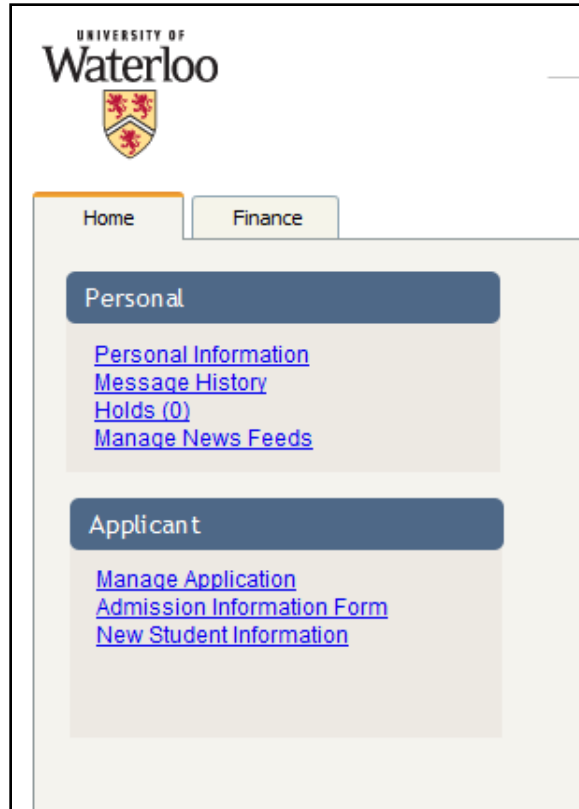 UNIVERSITY OF
Waterloo
Home
Finance
Personal
Personal Information
Message History
Holds (0)
Manage News Feeds
Applicant
Manage Application
Admission Information Form
New Student Information